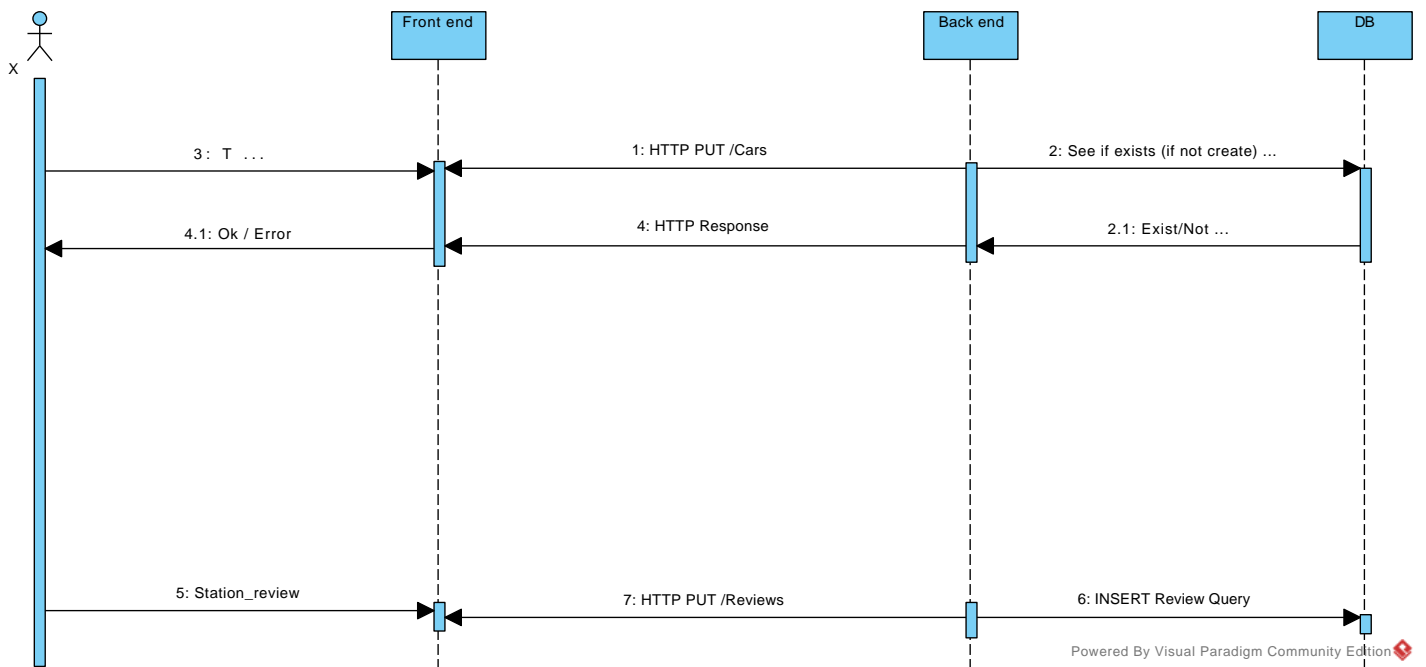 Front end
Back end
DB
X
3: T ...
1: HTTP PUT /Cars
2: See if exists (if not create) ...
4.1: Ok / Error
4: HTTP Response
2.1: Exist/Not ...
5: Station_review
7: HTTP PUT /Reviews
6: INSERT Review Query
Powered By Visual Paradigm Community Edition